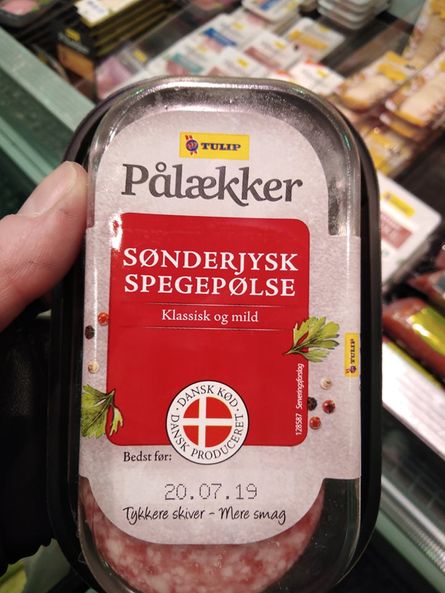 TULIP
Pålækker
SØNDERJYSK
SPEGEPØLSE
Klassisk og mild
TULIP
128587 Serveringsforslag
DANSK KØD
DANSK PRODUCERET
Bedst før:
20.07.19
Tykkere skiver - Mere smag